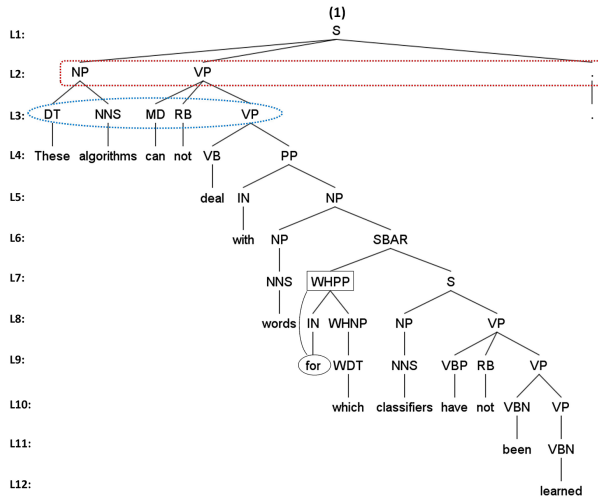 (1)
L1: S
L2: NP VP .
L3: DT NNS MD RB VP .
L4: These algorithms can not VB PP
L5: deal IN NP
L6: with NP SBAR
L7: NNS WHPP S
L8: words IN WHNP NP VP
L9: for WDT NNS VBP RB VP
L10: which classifiers have not VBN VP
L11: been VBN
L12: learned